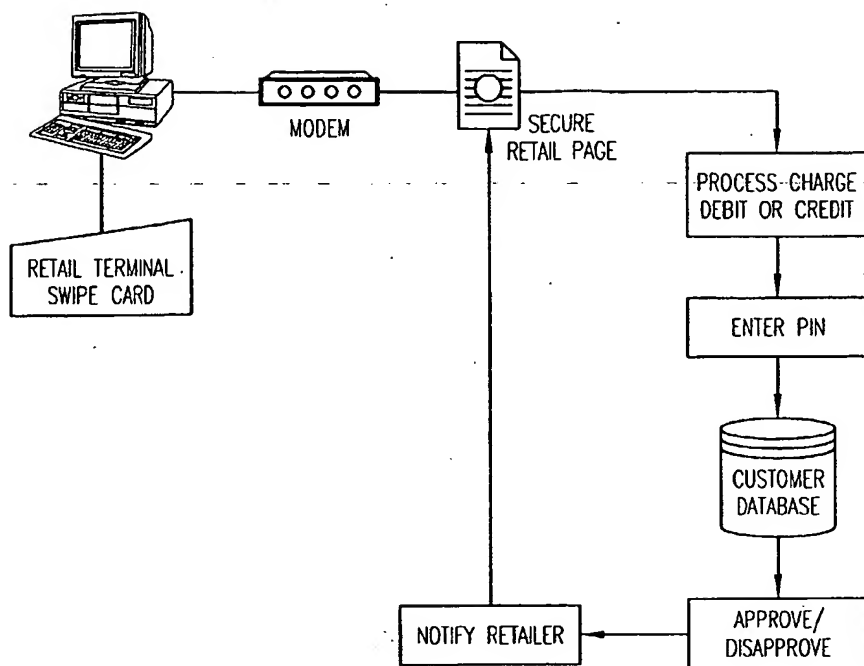 MODEM
SECURE
RETAIL PAGE
PROCESS CHARGE
DEBIT OR CREDIT
RETAIL TERMINAL
SWIPE CARD
ENTER PIN
CUSTOMER
DATABASE
NOTIFY RETAILER
APPROVE/
DISAPPROVE